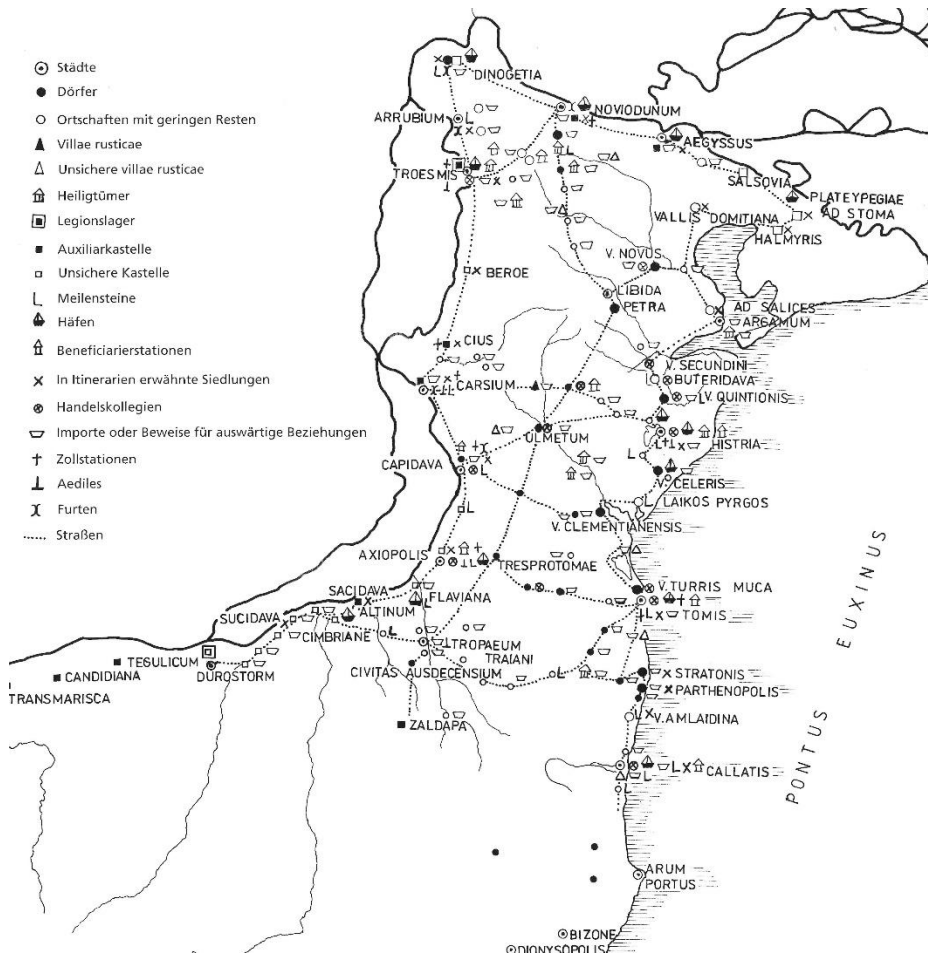 Städte
Dörfer
Ortschaften mit geringen Resten
Villae rusticae
Unsichere villae rusticae
Heiligtümer
Legionslager
Auxiliarkastelle
Unsichere Kastelle
Meilensteine
Häfen
Beneficiarierstationen
In Itinerarien erwähnte Siedlungen
Handelskollegien
Importe oder Beweise für auswärtige Beziehungen
Zollstationen
Aediles
Furten
Straßen
DINOGETIA
NOVIODUNUM
ARRUBIUM
AEGYSSUS
TROESMIS
SALSOVIA
PLATEYPEGIAE
AD STOMA
VALLIS DOMITIANA
HALMYRIS
V. NOVUS
BEROE
LIBIDA
PETRA
AD SALICES
ARGAMUM
CIUS
V. SECUNDINI
BUTERIDAVA
CARSIUM
V. QUINTIONIS
ULMETUM
HISTRIA
CAPIDAVA
V. CELERIS
LAIKOS PYRGOS
V. CLEMENTIANENSIS
AXIOPOLIS
TRESPROTOMAE
V. TURRIS MUCA
SACIDAVA
FLAVIANA
ALTINUM
TOMIS
SUCIDAVA
CIMBRIANE
TROPAEUM
TRAIANI
TEGULICUM
CANDIDIANA
DUROSTORM
CIVITAS AUSDECENSIUM
STRATONIS
PARTHENOPOLIS
TRANSMARISCA
ZALDAPA
V. AMLAIDINA
CALLATIS
PONTUS EUXINUS
ARUM
PORTUS
BIZONE
DIONYSOPOLIS